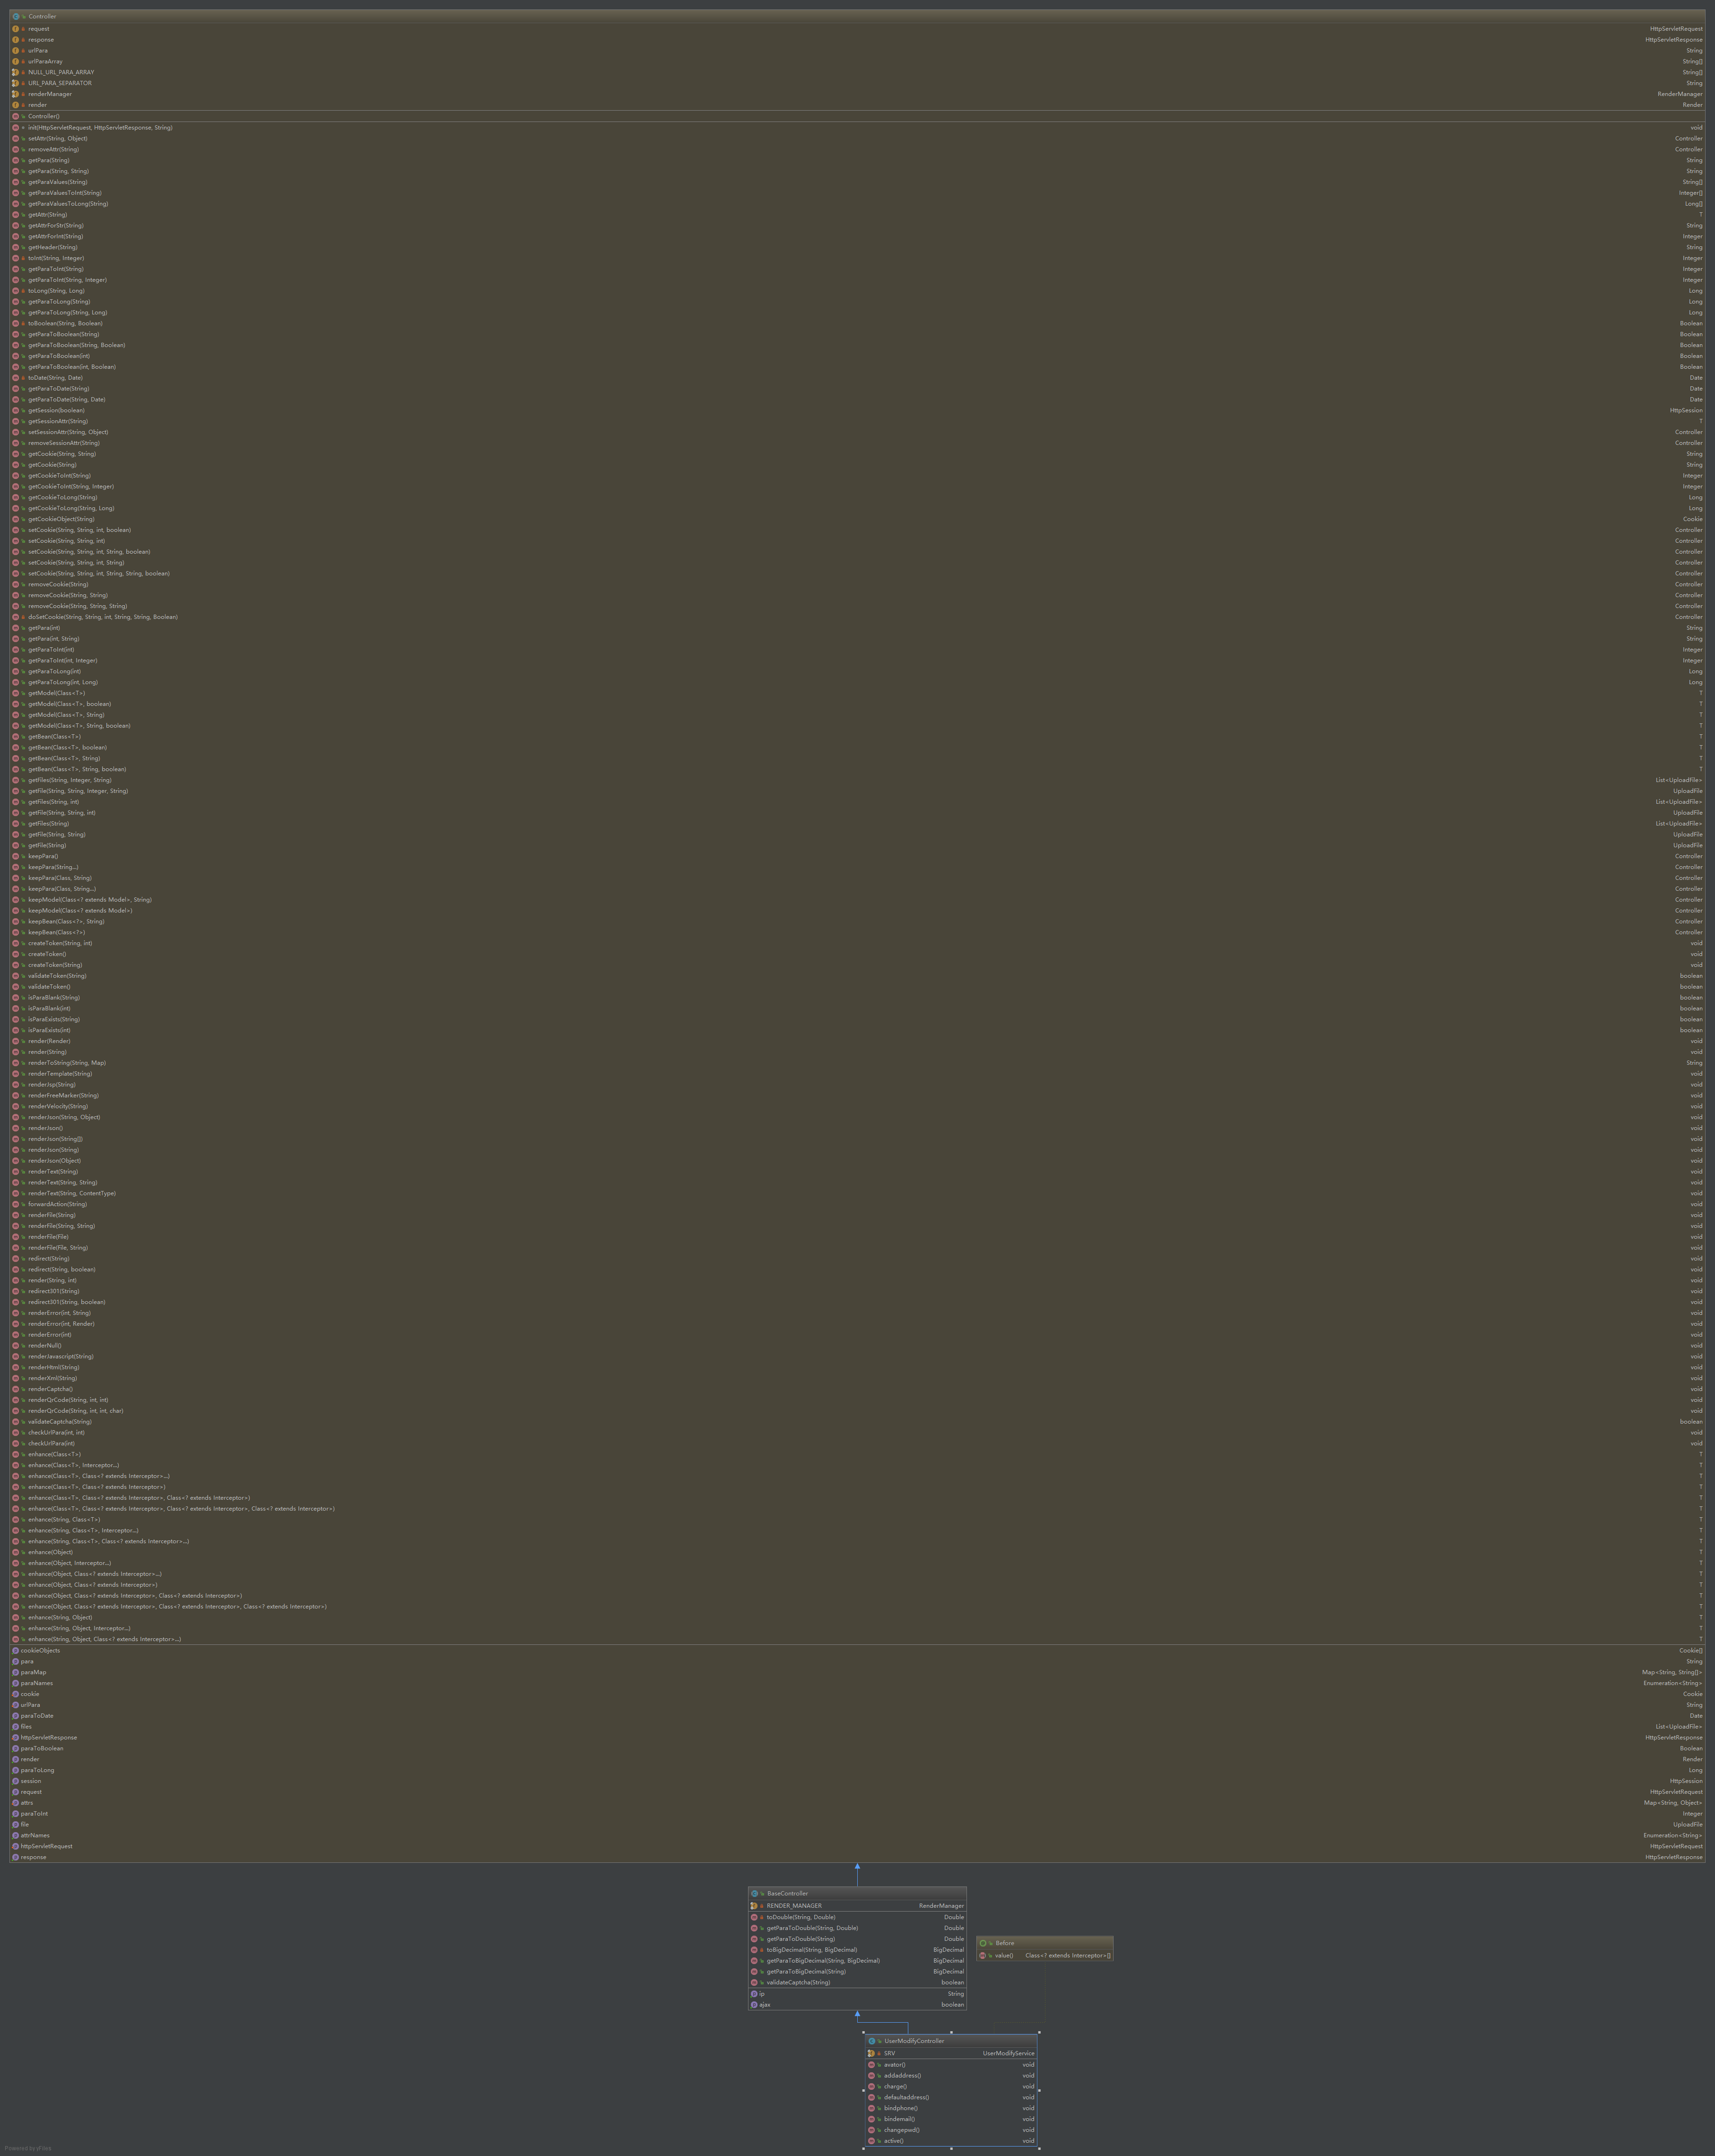 Controller
request HttpServletRequest
response HttpServletResponse
urlPara String
urlParaArray String[]
NULL_URL_PARA_ARRAY String[]
URL_PARA_SEPARATOR String
renderManager RenderManager
render Render
Controller()
init(HttpServletRequest, HttpServletResponse, String) void
setAttr(String, Object) Controller
removeAttr(String) Controller
getPara(String) String
getPara(String, String) String
getParaValues(String) String[]
getParaValuesToInt(String) Integer[]
getParaValuesToLong(String) Long[]
getAttr(String) T
getAttrForStr(String) String
getAttrForInt(String) Integer
getHeader(String) String
toInt(String, Integer) Integer
getParaToInt(String) Integer
getParaToInt(String, Integer) Integer
toLong(String, Long) Long
getParaToLong(String) Long
getParaToLong(String, Long) Long
toBoolean(String, Boolean) Boolean
getParaToBoolean(String) Boolean
getParaToBoolean(String, Boolean) Boolean
getParaToBoolean(int) Boolean
getParaToBoolean(int, Boolean) Boolean
toDate(String, Date) Date
getParaToDate(String) Date
getParaToDate(String, Date) Date
getSession(boolean) HttpSession
getSessionAttr(String) T
setSessionAttr(String, Object) Controller
removeSessionAttr(String) Controller
getCookie(String, String) String
getCookie(String) String
getCookieToInt(String) Integer
getCookieToInt(String, Integer) Integer
getCookieToLong(String) Long
getCookieToLong(String, Long) Long
getCookieObject(String) Cookie
setCookie(String, String, int, boolean) Controller
setCookie(String, String, int) Controller
setCookie(String, String, int, String, boolean) Controller
setCookie(String, String, int, String) Controller
setCookie(String, String, int, String, String, boolean) Controller
removeCookie(String) Controller
removeCookie(String, String) Controller
removeCookie(String, String, String) Controller
doSetCookie(String, String, int, String, String, Boolean) Controller
getPara(int) String
getPara(int, String) String
getParaToInt(int) Integer
getParaToInt(int, Integer) Integer
getParaToLong(int) Long
getParaToLong(int, Long) Long
getModel(Class<T>) T
getModel(Class<T>, boolean) T
getModel(Class<T>, String) T
getModel(Class<T>, String, boolean) T
getBean(Class<T>) T
getBean(Class<T>, boolean) T
getBean(Class<T>, String) T
getBean(Class<T>, String, boolean) T
getFiles(String, Integer, String) List<UploadFile>
getFile(String, String, Integer, String) UploadFile
getFiles(String, int) List<UploadFile>
getFile(String, String, int) UploadFile
getFiles(String) List<UploadFile>
getFile(String, String) UploadFile
getFile(String) UploadFile
keepPara() Controller
keepPara(String...) Controller
keepPara(Class, String) Controller
keepPara(Class, String...) Controller
keepModel(Class<? extends Model>, String) Controller
keepModel(Class<? extends Model>) Controller
keepBean(Class<?>, String) Controller
keepBean(Class<?>) Controller
createToken(String, int) void
createToken() void
createToken(String) void
validateToken(String) boolean
validateToken() boolean
isParaBlank(String) boolean
isParaBlank(int) boolean
isParaExists(String) boolean
isParaExists(int) boolean
render(Render) void
render(String) void
renderToString(String, Map) String
renderTemplate(String) void
renderJsp(String) void
renderFreeMarker(String) void
renderVelocity(String) void
renderJson(String, Object) void
renderJson() void
renderJson(String[]) void
renderJson(String) void
renderJson(Object) void
renderText(String) void
renderText(String, String) void
renderText(String, ContentType) void
forwardAction(String) void
renderFile(String) void
renderFile(String, String) void
renderFile(File) void
renderFile(File, String) void
redirect(String) void
redirect(String, boolean) void
render(String, int) void
redirect301(String) void
redirect301(String, boolean) void
renderError(int, String) void
renderError(int, Render) void
renderError(int) void
renderNull() void
renderJavascript(String) void
renderHtml(String) void
renderXml(String) void
renderCaptcha() void
renderQrCode(String, int, int) void
renderQrCode(String, int, int, char) void
validateCaptcha(String) boolean
checkUrlPara(int, int) void
checkUrlPara(int) void
enhance(Class<T>) T
enhance(Class<T>, Interceptor...) T
enhance(Class<T>, Class<? extends Interceptor>...) T
enhance(Class<T>, Class<? extends Interceptor>) T
enhance(Class<T>, Class<? extends Interceptor>, Class<? extends Interceptor>) T
enhance(Class<T>, Class<? extends Interceptor>, Class<? extends Interceptor>, Class<? extends Interceptor>) T
enhance(String, Class<T>) T
enhance(String, Class<T>, Interceptor...) T
enhance(String, Class<T>, Class<? extends Interceptor>...) T
enhance(Object) T
enhance(Object, Interceptor...) T
enhance(Object, Class<? extends Interceptor>...) T
enhance(Object, Class<? extends Interceptor>) T
enhance(Object, Class<? extends Interceptor>, Class<? extends Interceptor>) T
enhance(Object, Class<? extends Interceptor>, Class<? extends Interceptor>, Class<? extends Interceptor>) T
enhance(String, Object) T
enhance(String, Object, Interceptor...) T
enhance(String, Object, Class<? extends Interceptor>...) T
cookieObjects Cookie[]
para String
paraMap Map<String, String[]>
paraNames Enumeration<String>
cookie Cookie
urlPara String
paraToDate Date
files List<UploadFile>
httpServletResponse HttpServletResponse
paraToBoolean Boolean
render Render
paraToLong Long
session HttpSession
request HttpServletRequest
attrs Map<String, Object>
paraToInt Integer
file UploadFile
attrNames Enumeration<String>
httpServletRequest HttpServletRequest
response HttpServletResponse
BaseController
RENDER_MANAGER RenderManager
toDouble(String, Double) Double
getParaToDouble(String, Double) Double
getParaToDouble(String) Double
toBigDecimal(String, BigDecimal) BigDecimal
getParaToBigDecimal(String, BigDecimal) BigDecimal
getParaToBigDecimal(String) BigDecimal
validateCaptcha(String) boolean
ip String
ajax boolean
Before
value() Class<? extends Interceptor>[]
UserModifyController
SRV UserModifyService
avator() void
addaddress() void
charge() void
defaultaddress() void
bindphone() void
bindemail() void
changepwd() void
active() void
Powered by yFiles